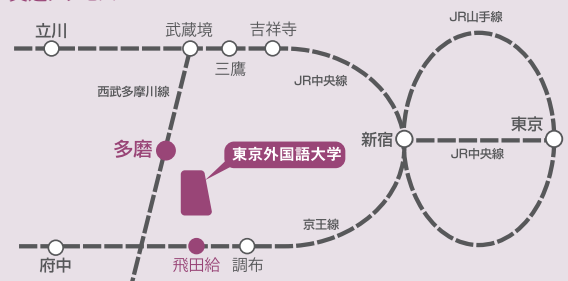 JR山手線
立川
武蔵境
吉祥寺
三鷹
JR中央線
西武多摩川線
多磨
東京外国語大学
新宿
東京
JR中央線
京王線
府中
飛田給
調布